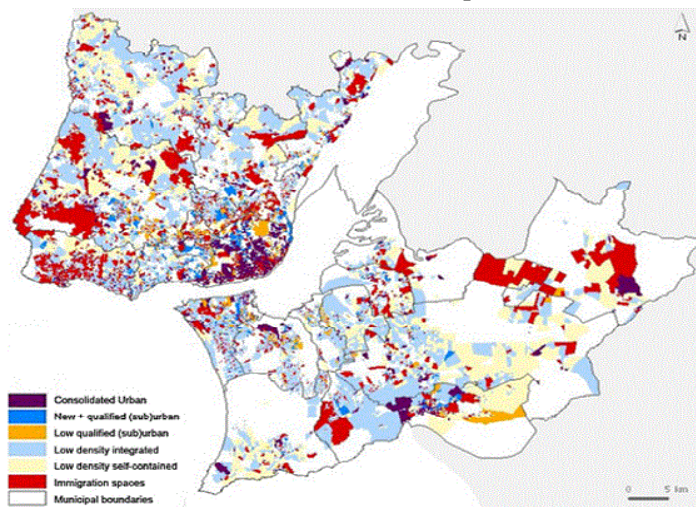 N
Consolidated Urban
New + qualified (sub)urban
Low qualified (sub)urban
Low density integrated
Low density self-contained
Immigration spaces
Municipal boundaries
0 5 km